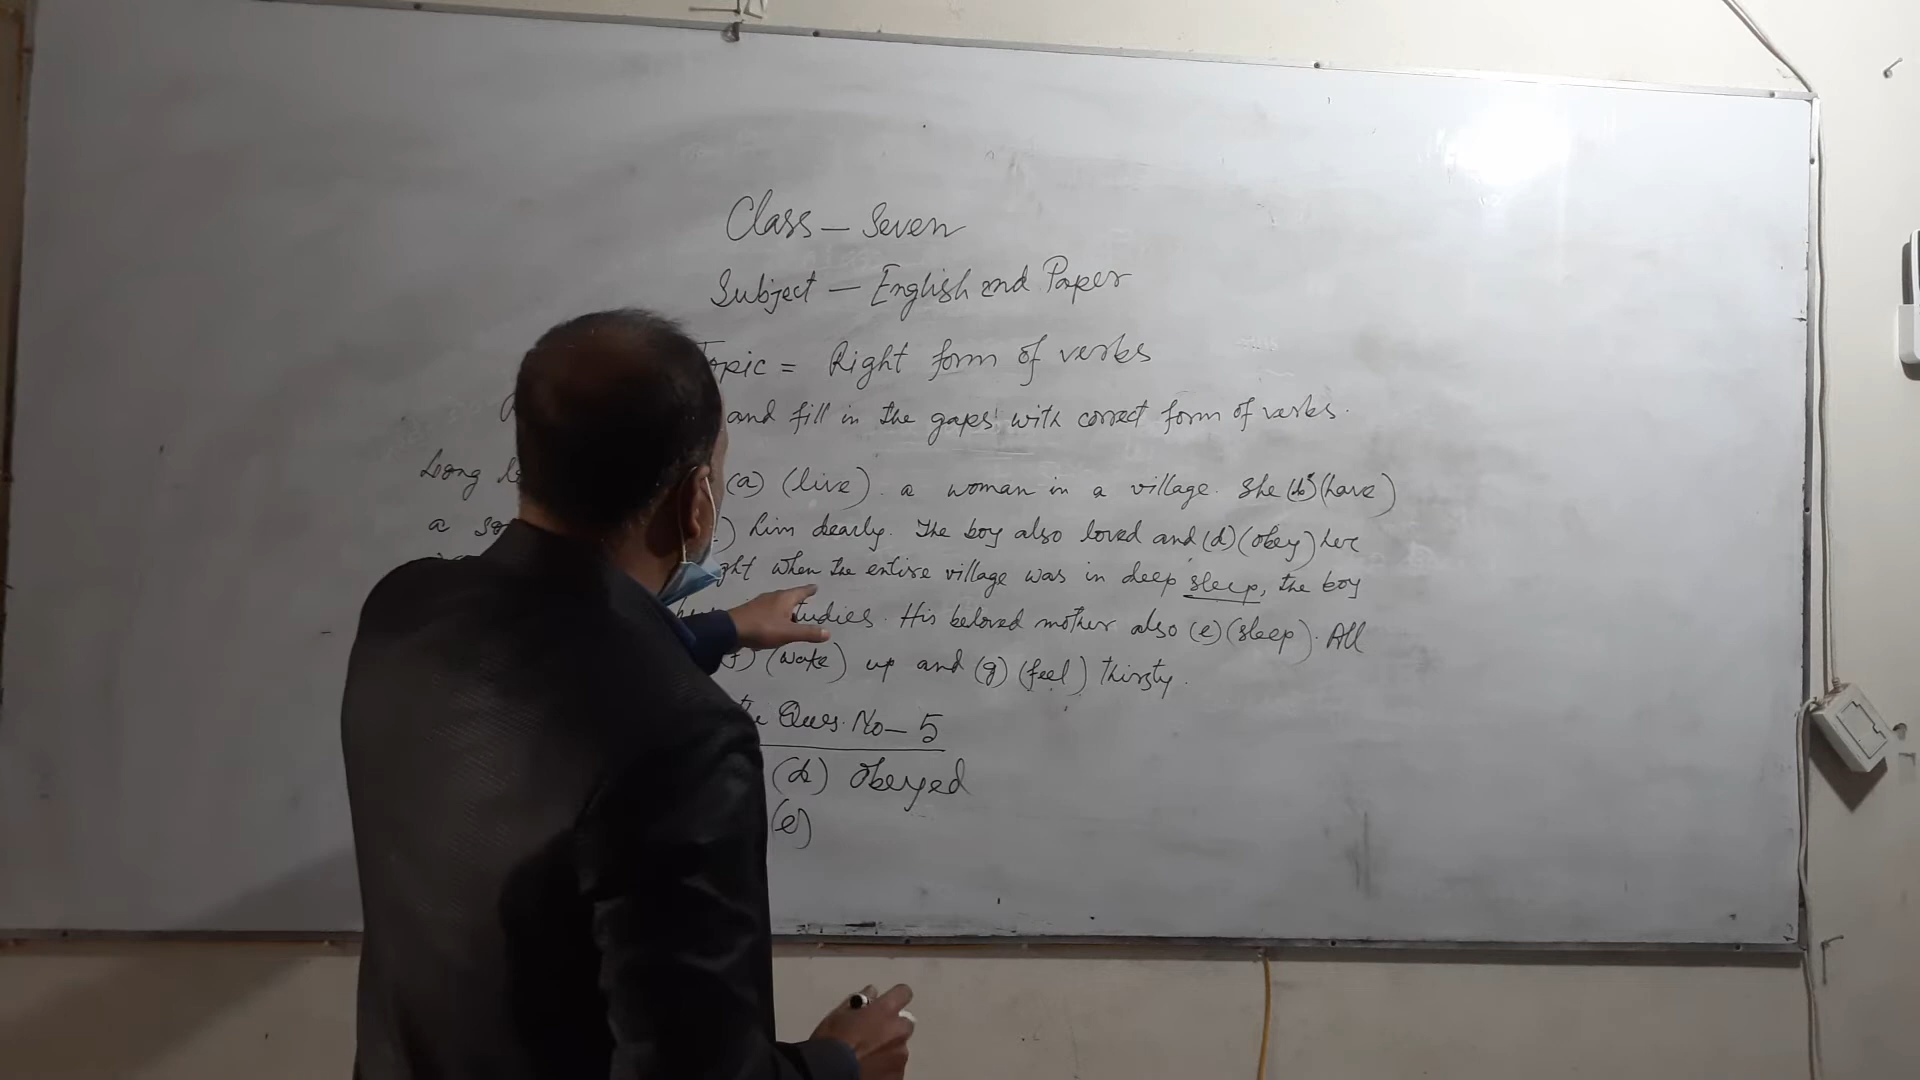 Class – Seven
Subject – English 2nd Paper
Topic = Right form of verbs
and fill in the gaps with correct form of verbs.
Long (a) (live). a woman in a village. She (b) (have)
a him dearly. The boy also loved and (d) (obey) her
when the entire village was in deep sleep, the boy
studies. His beloved mother also (e) (sleep). All
(f) (wake) up and (g) (feel) thirsty.
the Ques. No – 5
(d) Obeyed
(e)